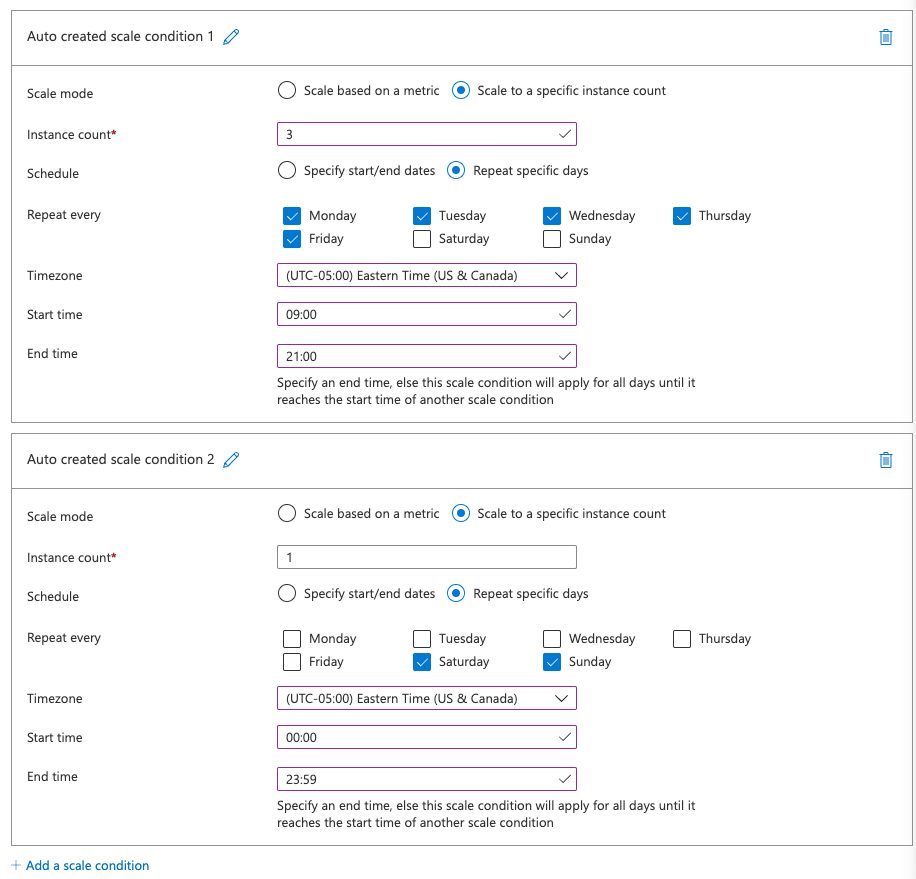 Auto created scale condition 1
Scale mode
Scale based on a metric Scale to a specific instance count
Instance count*
3
Schedule
Specify start/end dates Repeat specific days
Repeat every
Monday Tuesday Wednesday Thursday
Friday Saturday Sunday
Timezone
(UTC-05:00) Eastern Time (US & Canada)
Start time
09:00
End time
21:00
Specify an end time, else this scale condition will apply for all days until it
reaches the start time of another scale condition
Auto created scale condition 2
Scale mode
Scale based on a metric Scale to a specific instance count
Instance count*
1
Schedule
Specify start/end dates Repeat specific days
Repeat every
Monday Tuesday Wednesday Thursday
Friday Saturday Sunday
Timezone
(UTC-05:00) Eastern Time (US & Canada)
Start time
00:00
End time
23:59
Specify an end time, else this scale condition will apply for all days until it
reaches the start time of another scale condition
+ Add a scale condition